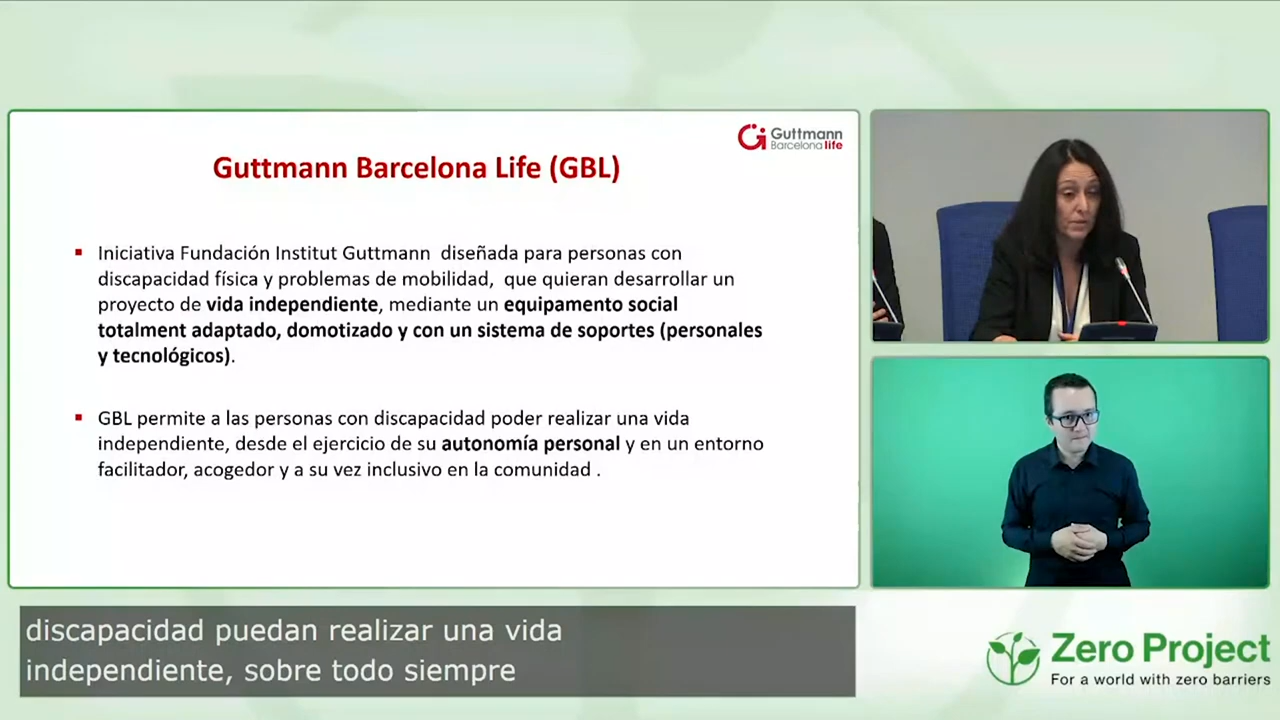 Guttmann
Barcelona life
Guttmann Barcelona Life (GBL)
Iniciativa Fundación Institut Guttmann diseñada para personas con
discapacidad física y problemas de mobilidad, que quieran desarrollar un
proyecto de vida independiente, mediante un equipamento social
totalment adaptado, domotizado y con un sistema de soportes (personales
y tecnológicos).
GBL permite a las personas con discapacidad poder realizar una vida
independiente, desde el ejercicio de su autonomía personal y en un entorno
facilitador, acogedor y a su vez inclusivo en la comunidad .
discapacidad puedan realizar una vida
independiente, sobre todo siempre
Zero Project
For a world with zero barriers